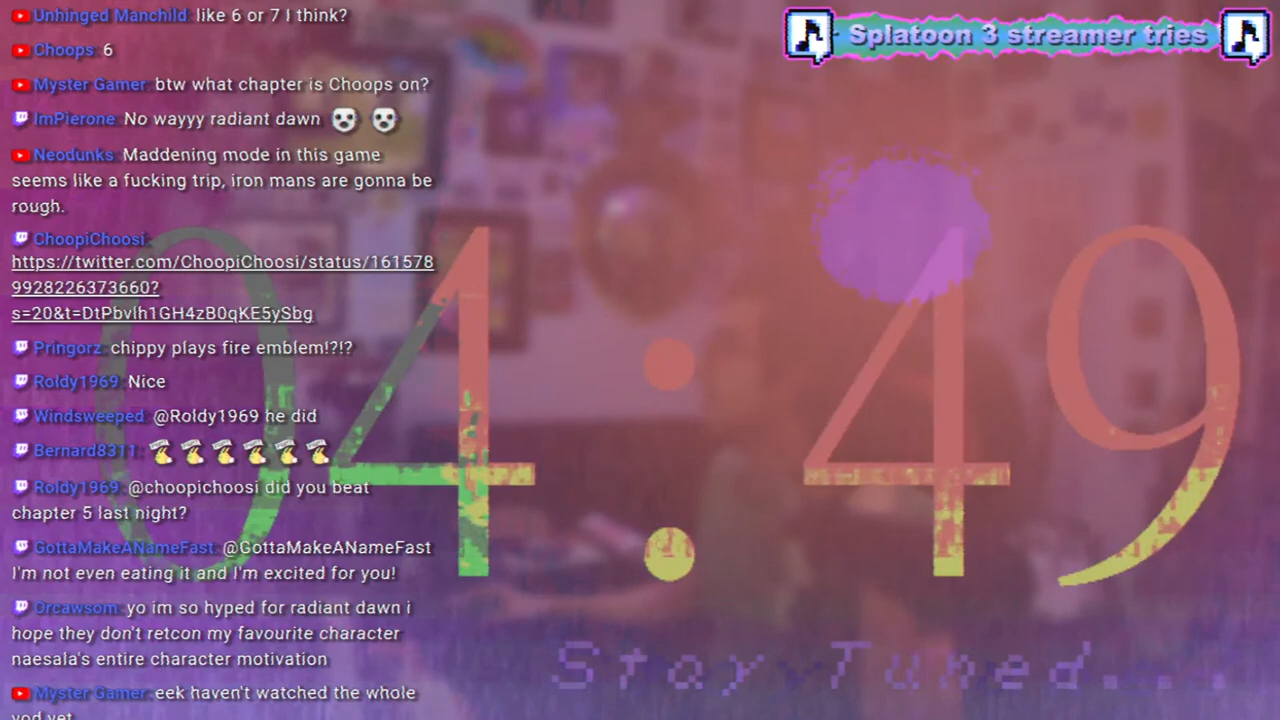 Unhinged Manchild: like 6 or 7 I think?
Choops: 6
Myster Gamer: btw what chapter is Choops on?
ImPierone: No wayyy radiant dawn
Neodunks: Maddening mode in this game
seems like a fucking trip, iron mans are gonna be
rough.
ChoopiChoosi:
https://twitter.com/ChoopiChoosi/status/161578
9928226373660?
s=20&t=DtPbvlh1GH4zB0qKE5ySbg
Pringorz: chippy plays fire emblem!?!?
Roldy1969: Nice
Windsweeped: @Roldy1969 he did
Bernard8311:
Roldy1969: @choopichoosi did you beat
chapter 5 last night?
GottaMakeANameFast: @GottaMakeANameFast
I'm not even eating it and I'm excited for you!
Orcawsom: yo im so hyped for radiant dawn i
hope they don't retcon my favourite character
naesala's entire character motivation
Myster Gamer: eek haven't watched the whole
vod yet
Splatoon 3 streamer tries
04:49
Stay Tuned...